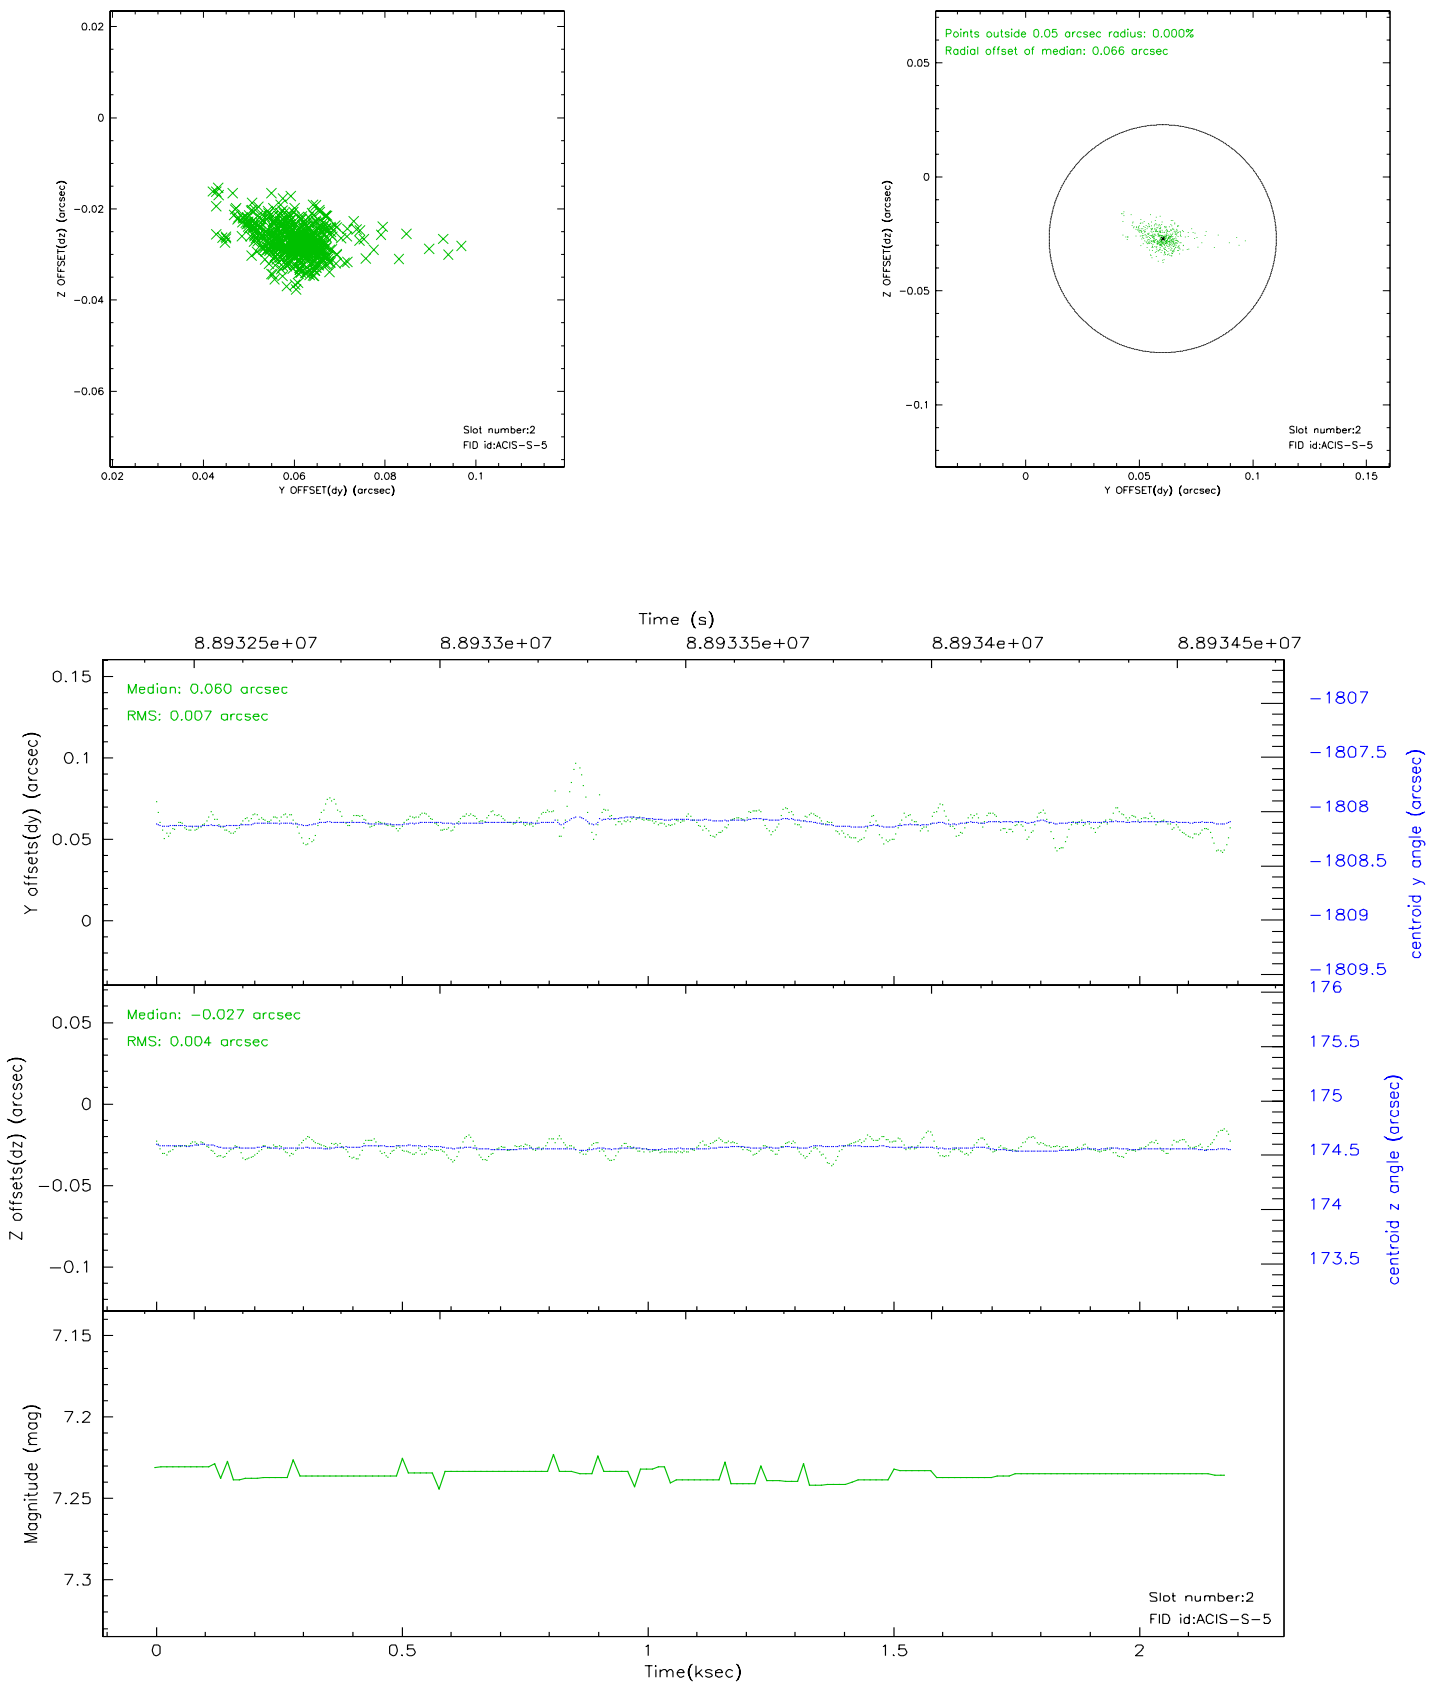 0.02
0
−0.02
−0.04
−0.06
Z OFFSET(dz) (arcsec)
Slot number:2
FID id:ACIS−S−5
0.02 0.04 0.06 0.08 0.1
Y OFFSET(dy) (arcsec)
Points outside 0.05 arcsec radius: 0.000%
Radial offset of median: 0.066 arcsec
0.05
0
−0.05
−0.1
Z OFFSET(dz) (arcsec)
Slot number:2
FID id:ACIS−S−5
0 0.05 0.1 0.15
Y OFFSET(dy) (arcsec)
Time (s)
8.89325e+07 8.8933e+07 8.89335e+07 8.8934e+07 8.89345e+07
Median: 0.060 arcsec
RMS: 0.007 arcsec
0.15
0.1
0.05
0
Y offsets(dy) (arcsec)
−1807
−1807.5
−1808
−1808.5
−1809
−1809.5
centroid y angle (arcsec)
Median: −0.027 arcsec
RMS: 0.004 arcsec
0.05
0
−0.05
−0.1
Z offsets(dz) (arcsec)
176
175.5
175
174.5
174
173.5
centroid z angle (arcsec)
7.15
7.2
7.25
7.3
Magnitude (mag)
Slot number:2
FID id:ACIS−S−5
0 0.5 1 1.5 2
Time(ksec)